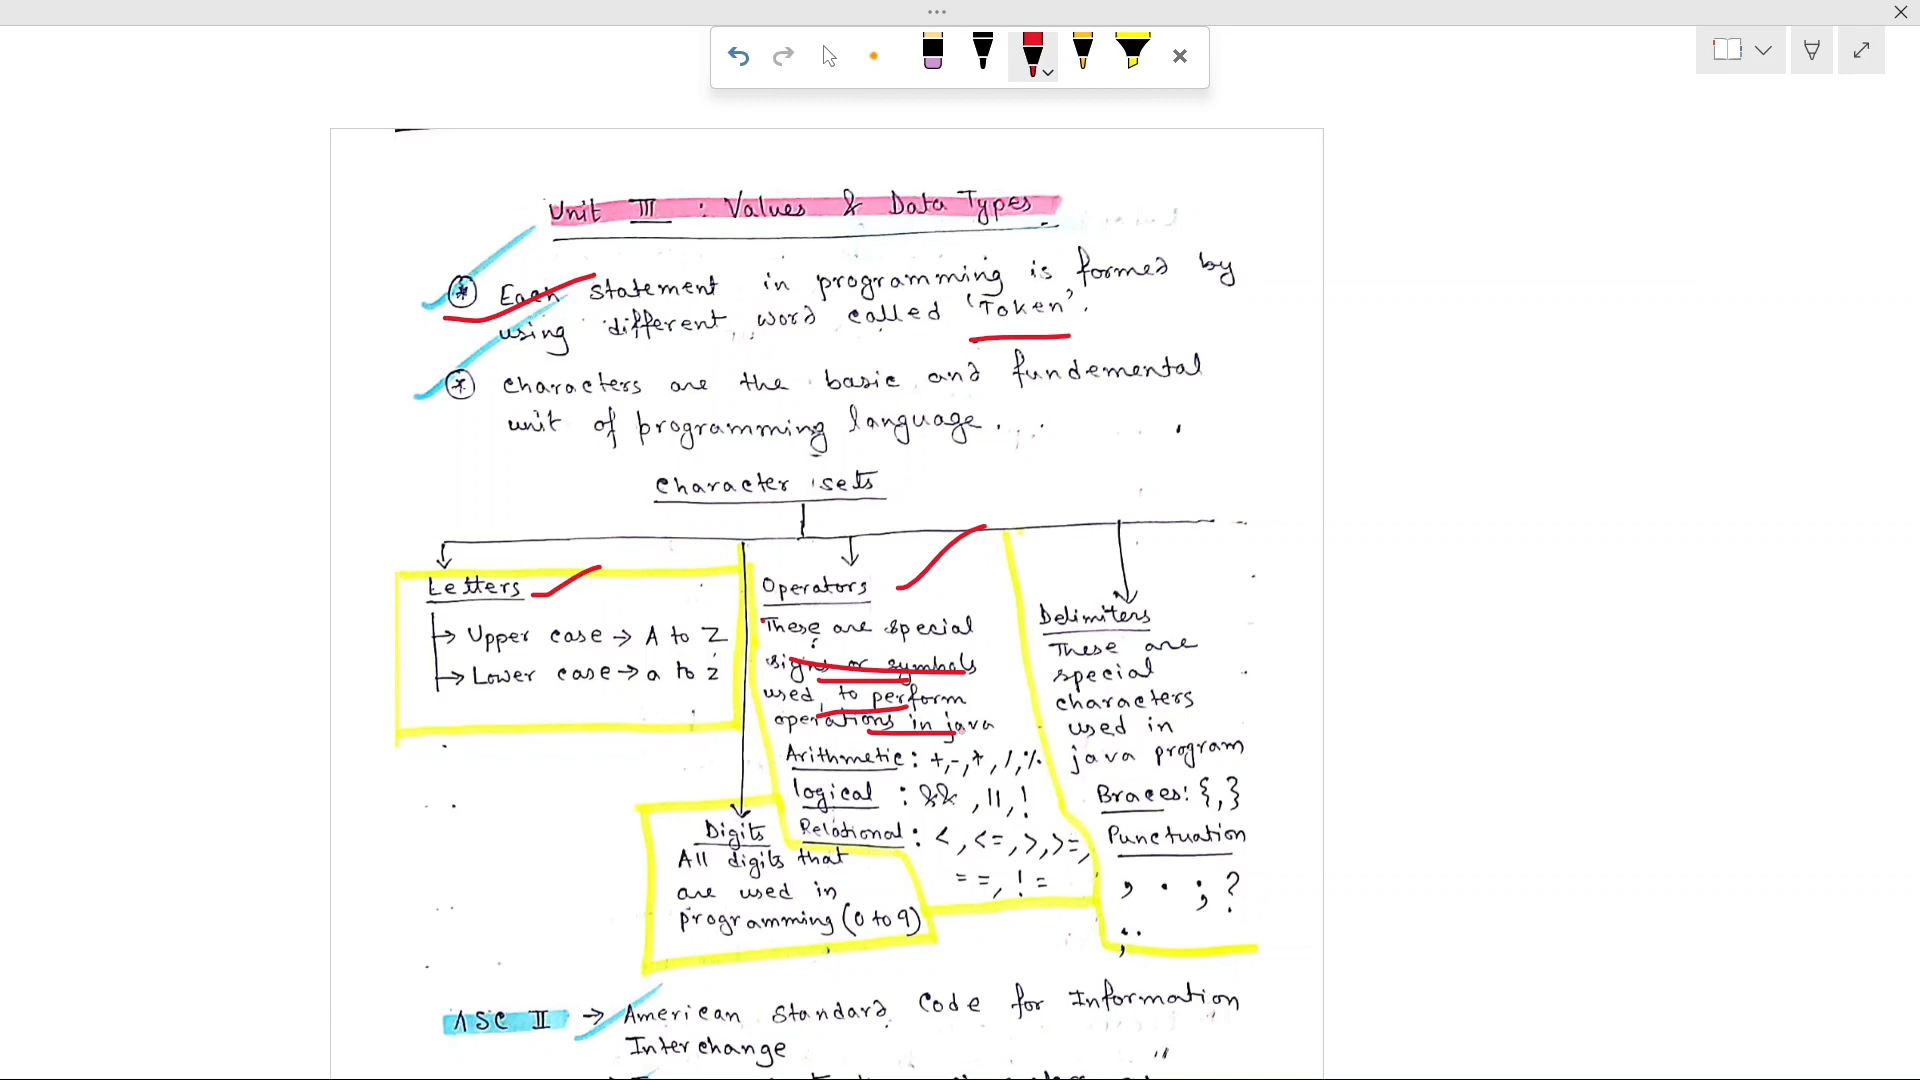 Unit III : Values & Data Types
* Each statement in programming is formed by
using different word called 'Token'.
* characters are the basic and fundemental
unit of programming language.
character sets
Letters
→ Upper case → A to Z
→ Lower case → a to z
Operators
These are special
signs or symbols
used to perform
operations in java
Arithmetic : +, -, *, /, %
logical : &&, ||, !
Relational : <, <=, >, >=,
==, !=
Delimiters
These are
special
characters
used in
java program
Braces: {, }
Punctuation
, . ; ?
Digits
All digits that
are used in
programming (0 to 9)
ASC II → American Standard Code for Information
Interchange